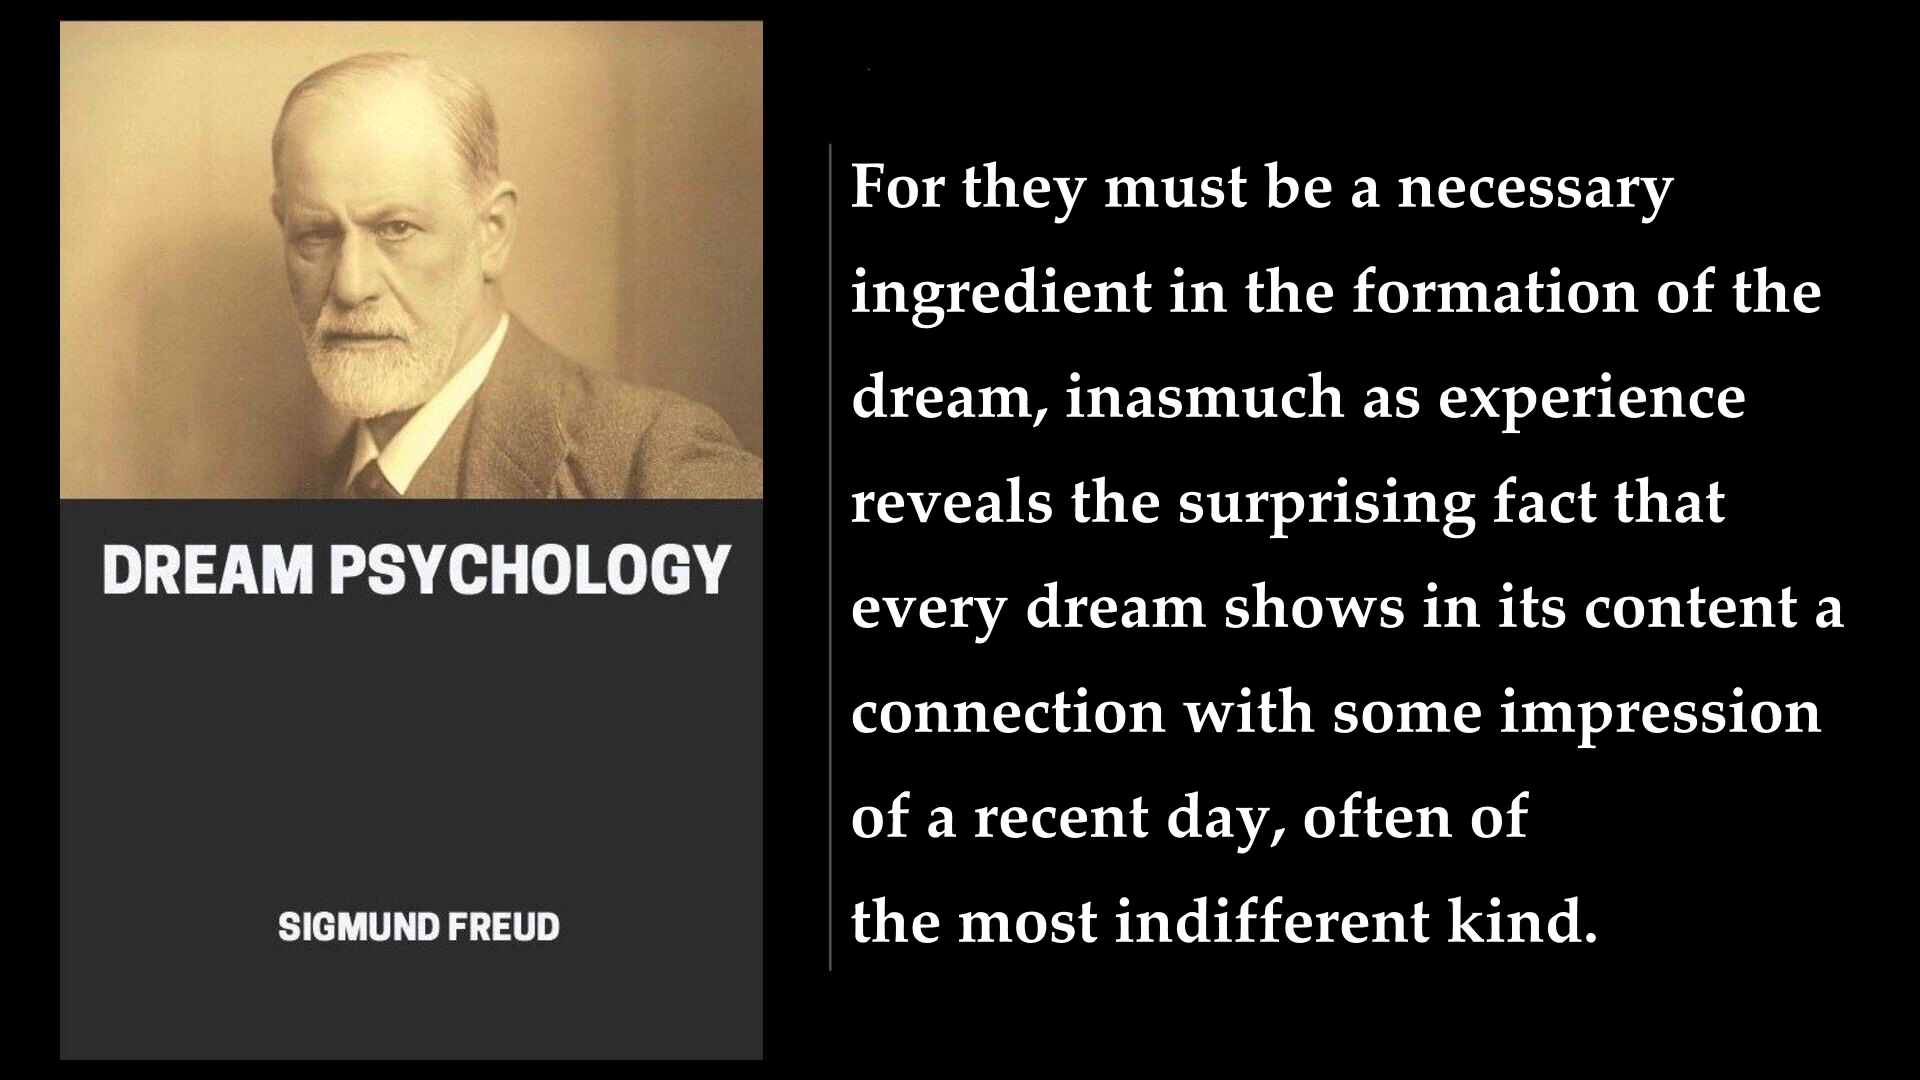 DREAM PSYCHOLOGY
SIGMUND FREUD
For they must be a necessary
ingredient in the formation of the
dream, inasmuch as experience
reveals the surprising fact that
every dream shows in its content a
connection with some impression
of a recent day, often of
the most indifferent kind.